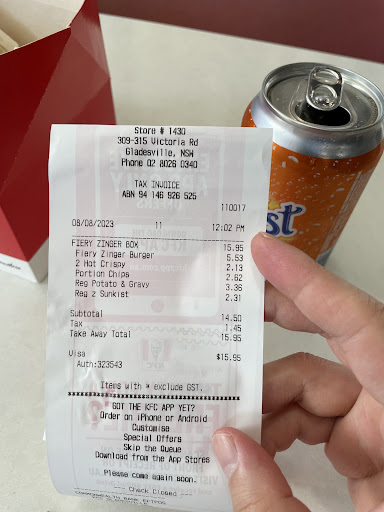 Store # 1430
309-315 Victoria Rd
Gladesville, NSW
Phone 02 8026 0340
TAX INVOICE
ABN 94 146 926 525
110017
08/08/2023 11 12:02 PM
FIERY ZINGER BOX 15.95
Fiery Zinger Burger 5.53
2 Hot Crispy 2.13
Portion Chips 2.62
Reg Potato & Gravy 3.36
Reg z Sunkist 2.31
Subtotal 14.50
Tax 1.45
Take Away Total 15.95
Visa $15.95
Auth:323543
Items with * exclude GST.
GOT THE KFC APP YET?
Order on iPhone or Android
Customise
Special Offers
Skip the Queue
Download from the App Stores
Please come again soon.
--- Check Closed ---
COMMONWEALTH BANK EFTPOS
st